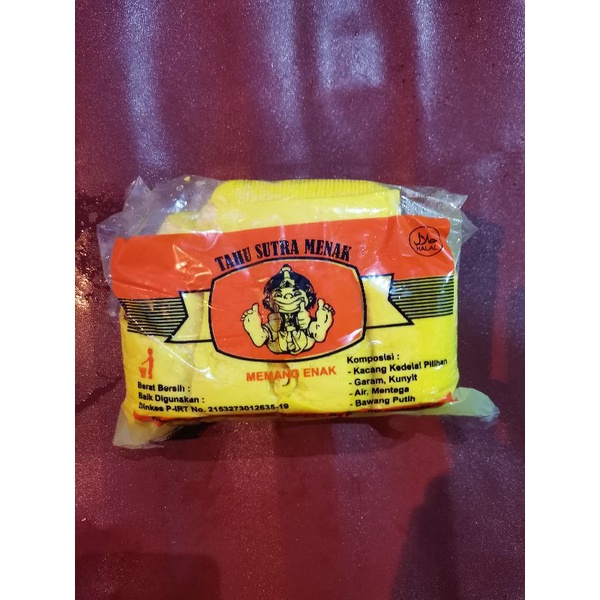 TAHU SUTRA MENAK
حلال
HALAL
MEMANG ENAK
Berat Bersih :
Baik Digunakan :
Dinkes P-IRT No. 2153273012635-19
Komposisi :
- Kacang Kedelai Pilihan
- Garam, Kunyit
- Air, Mentega
- Bawang Putih